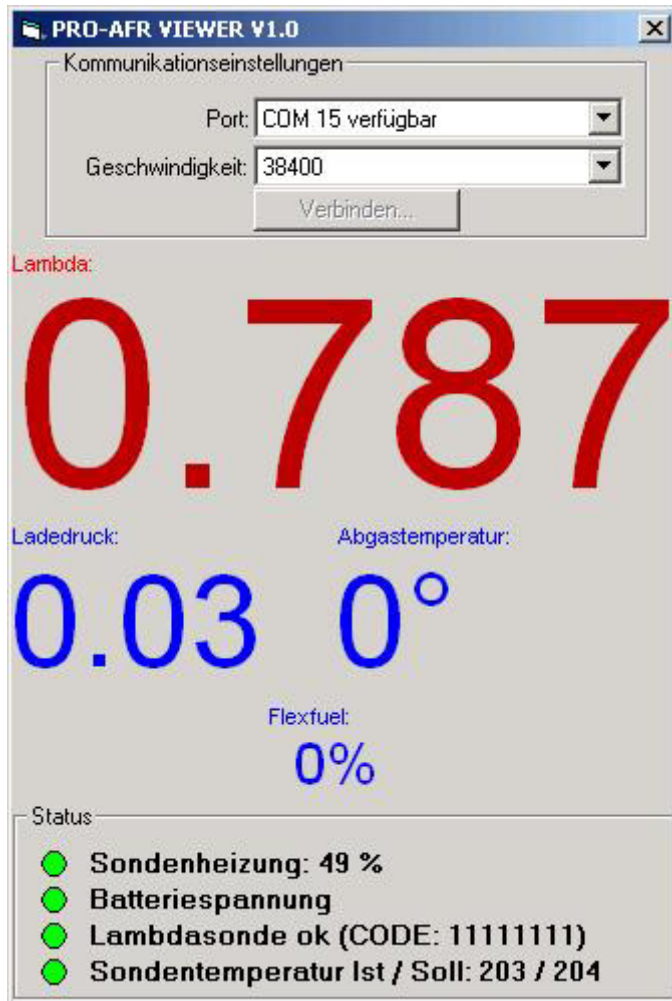 PRO-AFR VIEWER V1.0
Kommunikationseinstellungen
Port: COM 15 verfügbar
Geschwindigkeit: 38400
Verbinden...
Lambda:
0.787
Ladedruck: Abgastemperatur:
0.03 0°
Flexfuel:
0%
Status
Sondenheizung: 49 %
Batteriespannung
Lambdasonde ok (CODE: 11111111)
Sondentemperatur Ist / Soll: 203 / 204